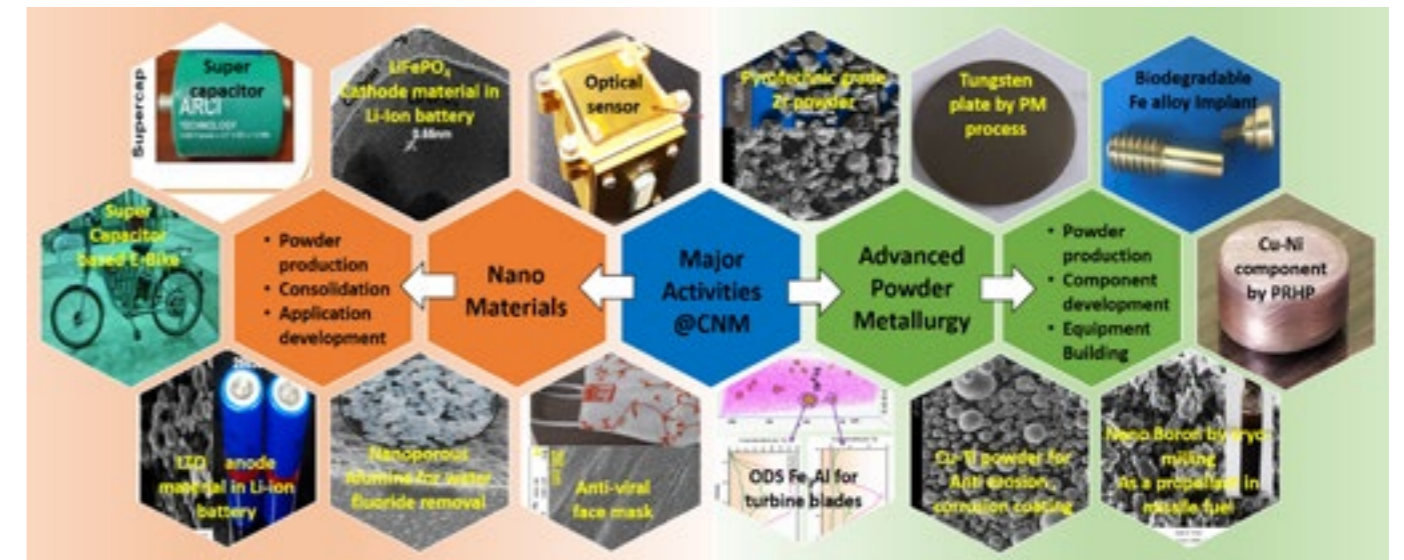 Supercap
Super
capacitor
ARCI
TECHNOLOGY
LiFePO₄
Cathode material in
Li-Ion battery
Optical
sensor
Pyrotechnic grade
Zr powder
Tungsten
plate by PM
process
Biodegradable
Fe alloy Implant
Super
Capacitor
based E-Bike
• Powder
production
• Consolidation
• Application
development
Nano
Materials
Major
Activities
@CNM
Advanced
Powder
Metallurgy
• Powder
production
• Component
development
• Equipment
Building
Cu-Ni
component
by PRHP
LTO anode
material in Li-ion
battery
Nanoporous
Alumina for water
fluoride removal
Anti-viral
face mask
ODS Fe Al for
turbine blades
powder for
Anti erosion,
corrosion coating
Nano Boron by cryo
milling
As a propellant in
missile fuel